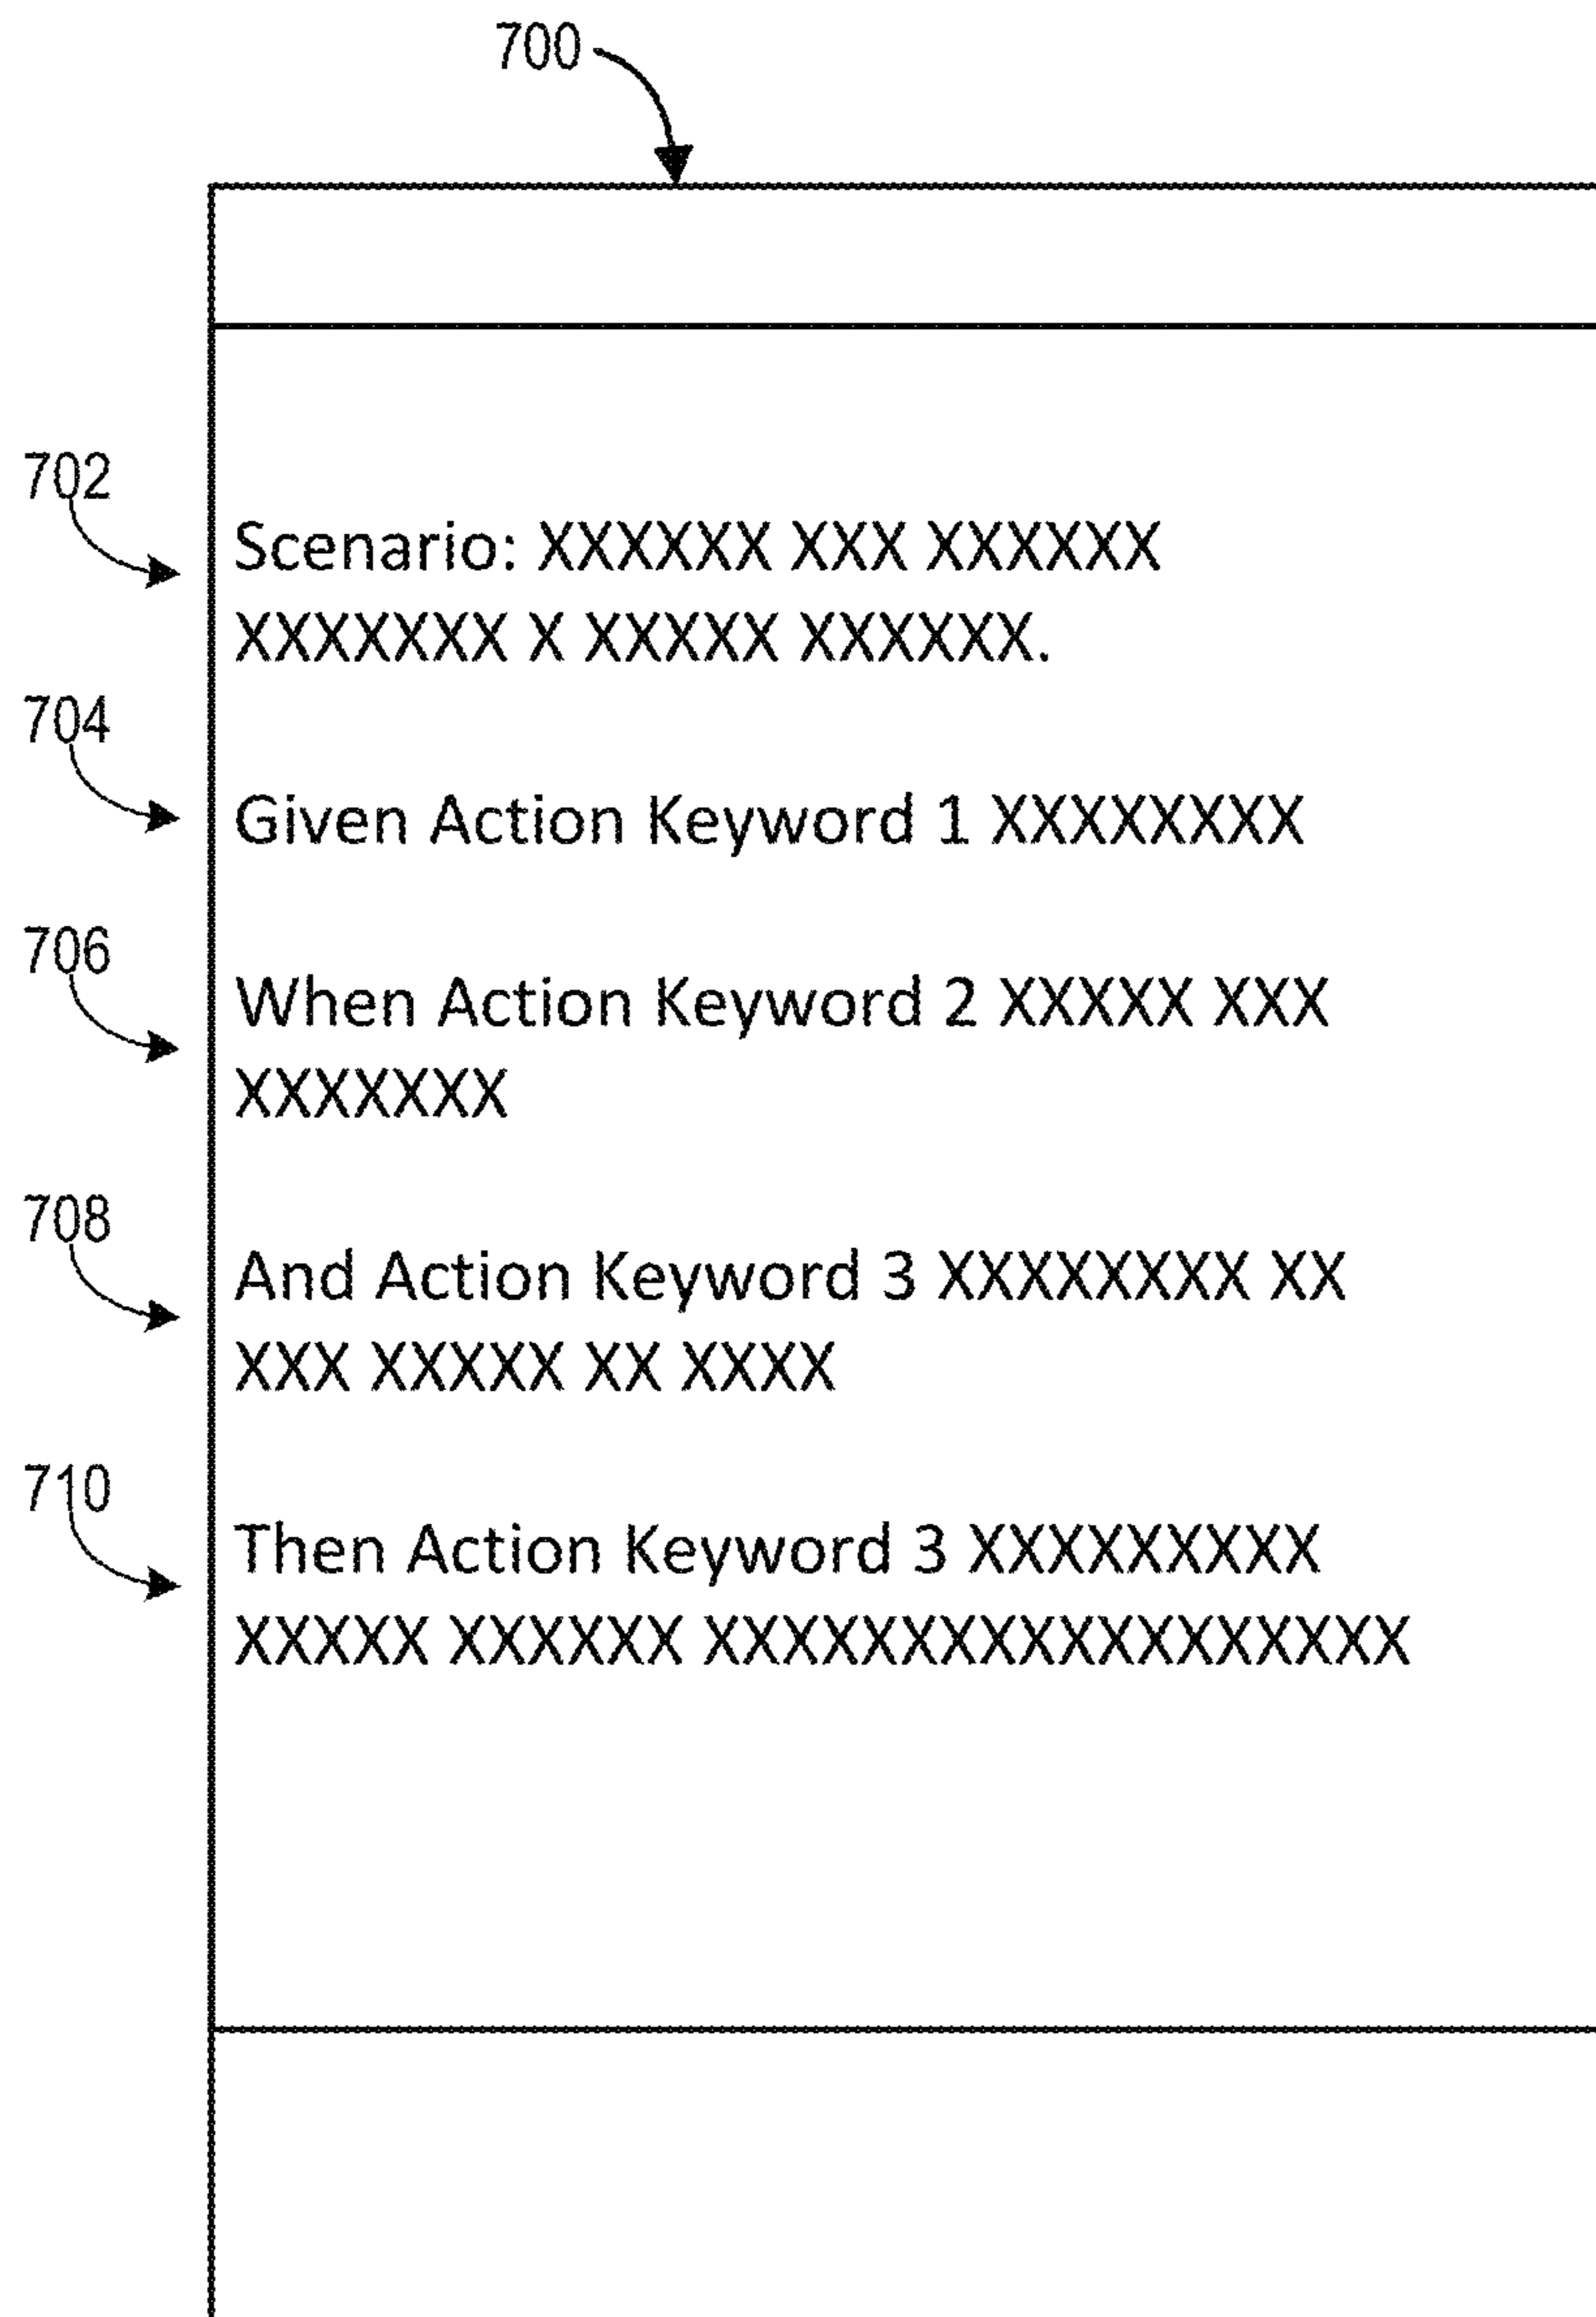 700
702
Scenario: XXXXXX XXX XXXXXX
XXXXXXX X XXXXX XXXXXX.
704
Given Action Keyword 1 XXXXXXXX
706
When Action Keyword 2 XXXXX XXX
XXXXXXX
708
And Action Keyword 3 XXXXXXXX XX
XXX XXXXX XX XXXX
710
Then Action Keyword 3 XXXXXXXXX
XXXXX XXXXXX XXXXXXXXXXXXXXXXXX